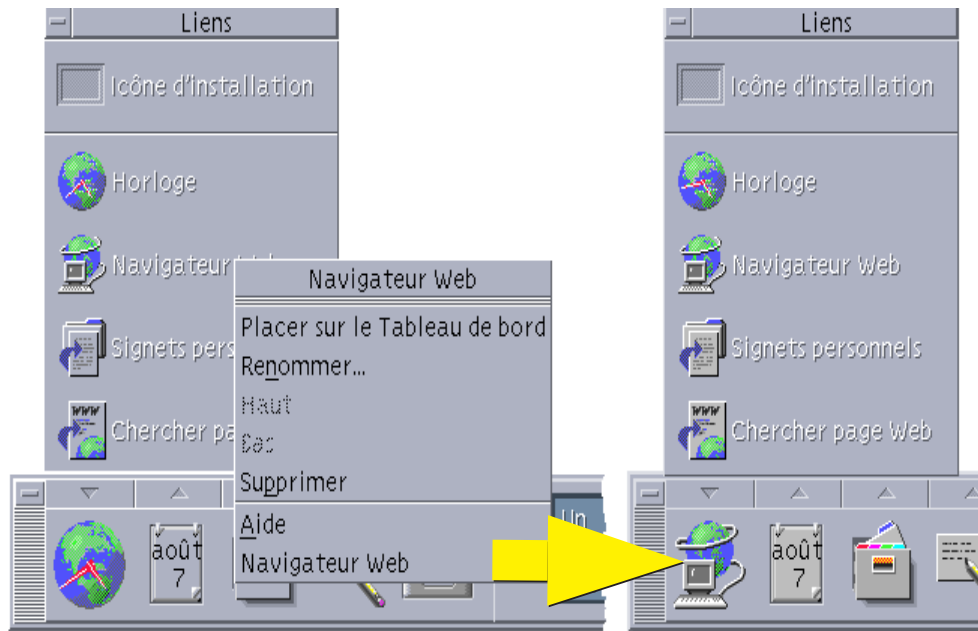 Liens
Icône d'installation
Horloge
Navigateur
Signets pers
Chercher pa
Navigateur Web
Placer sur le Tableau de bord
Renommer...
Haut
Bas
Supprimer
Aide
Navigateur Web
août
7
Un
Liens
Icône d'installation
Horloge
Navigateur Web
Signets personnels
WWW
Chercher page Web
WWW
août
7